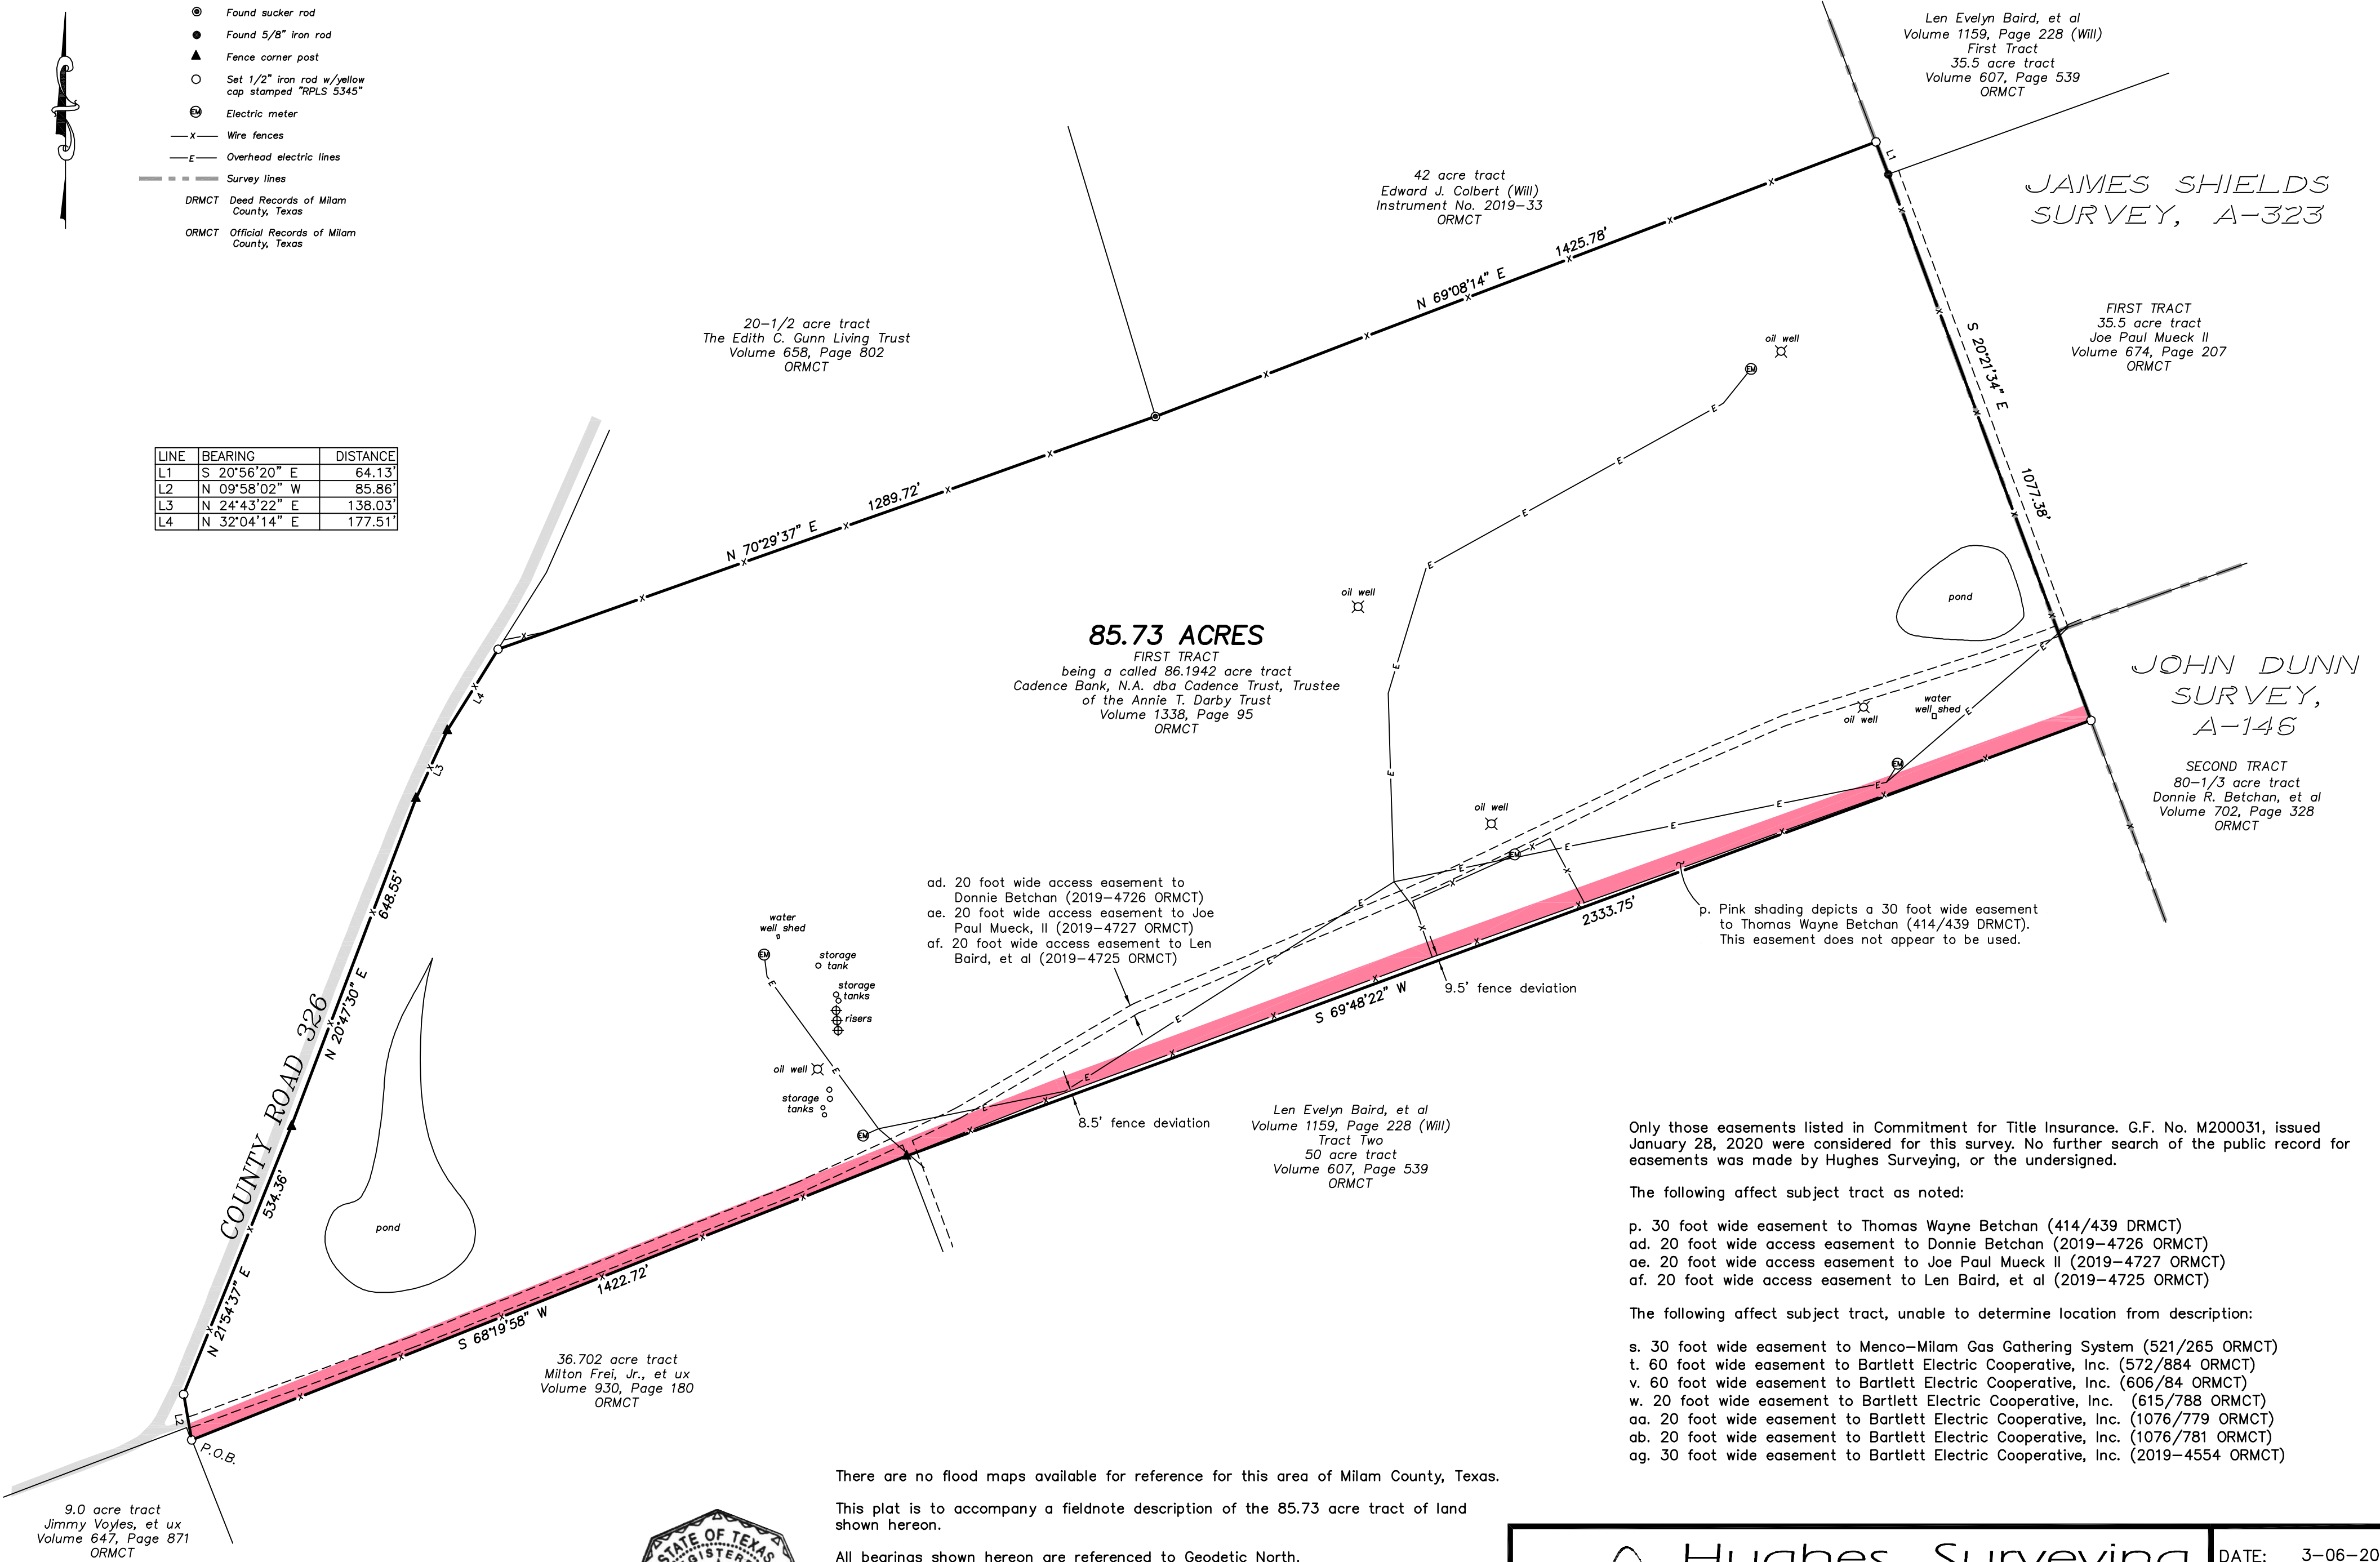 Found sucker rod
Found 5/8" iron rod
Fence corner post
Set 1/2" iron rod w/yellow
cap stamped "RPLS 5345"
EM Electric meter
X Wire fences
E Overhead electric lines
Survey lines
DRMCT Deed Records of Milam
County, Texas
ORMCT Official Records of Milam
County, Texas
Len Evelyn Baird, et al
Volume 1159, Page 228 (Will)
First Tract
35.5 acre tract
Volume 607, Page 539
ORMCT
L1
JAMES SHIELDS
SURVEY, A-323
42 acre tract
Edward J. Colbert (Will)
Instrument No. 2019-33
ORMCT
N 69°08'14" E
1425.78'
20-1/2 acre tract
The Edith C. Gunn Living Trust
Volume 658, Page 802
ORMCT
FIRST TRACT
35.5 acre tract
Joe Paul Mueck II
Volume 674, Page 207
ORMCT
S 20°21'34" E
1077.38'
oil well
EM
LINE BEARING DISTANCE
L1 S 20°56'20" E 64.13'
L2 N 09°58'02" W 85.86'
L3 N 24°43'22" E 138.03'
L4 N 32°04'14" E 177.51'
N 70°29'37" E
1289.72'
oil well
pond
85.73 ACRES
FIRST TRACT
being a called 86.1942 acre tract
Cadence Bank, N.A. dba Cadence Trust, Trustee
of the Annie T. Darby Trust
Volume 1338, Page 95
ORMCT
JOHN DUNN
SURVEY,
A-146
water
well shed
oil well
EM
SECOND TRACT
80-1/3 acre tract
Donnie R. Betchan, et al
Volume 702, Page 328
ORMCT
L4
L3
oil well
EM
648.55'
N 20°47'30" E
ad. 20 foot wide access easement to
Donnie Betchan (2019-4726 ORMCT)
ae. 20 foot wide access easement to Joe
Paul Mueck, II (2019-4727 ORMCT)
af. 20 foot wide access easement to Len
Baird, et al (2019-4725 ORMCT)
p. Pink shading depicts a 30 foot wide easement
to Thomas Wayne Betchan (414/439 DRMCT).
This easement does not appear to be used.
2333.75'
S 69°48'22" W
9.5' fence deviation
water
well shed
EM
storage
tank
storage
tanks
risers
oil well
storage
tanks
EM
8.5' fence deviation
COUNTY ROAD 326
534.36'
N 21°54'37" E
pond
Len Evelyn Baird, et al
Volume 1159, Page 228 (Will)
Tract Two
50 acre tract
Volume 607, Page 539
ORMCT
1422.72'
S 68°19'58" W
36.702 acre tract
Milton Frei, Jr., et ux
Volume 930, Page 180
ORMCT
L2
P.O.B.
9.0 acre tract
Jimmy Voyles, et ux
Volume 647, Page 871
ORMCT
Only those easements listed in Commitment for Title Insurance. G.F. No. M200031, issued
January 28, 2020 were considered for this survey. No further search of the public record for
easements was made by Hughes Surveying, or the undersigned.
The following affect subject tract as noted:
p. 30 foot wide easement to Thomas Wayne Betchan (414/439 DRMCT)
ad. 20 foot wide access easement to Donnie Betchan (2019-4726 ORMCT)
ae. 20 foot wide access easement to Joe Paul Mueck II (2019-4727 ORMCT)
af. 20 foot wide access easement to Len Baird, et al (2019-4725 ORMCT)
The following affect subject tract, unable to determine location from description:
s. 30 foot wide easement to Menco-Milam Gas Gathering System (521/265 ORMCT)
t. 60 foot wide easement to Bartlett Electric Cooperative, Inc. (572/884 ORMCT)
v. 60 foot wide easement to Bartlett Electric Cooperative, Inc. (606/84 ORMCT)
w. 20 foot wide easement to Bartlett Electric Cooperative, Inc. (615/788 ORMCT)
aa. 20 foot wide easement to Bartlett Electric Cooperative, Inc. (1076/779 ORMCT)
ab. 20 foot wide easement to Bartlett Electric Cooperative, Inc. (1076/781 ORMCT)
ag. 30 foot wide easement to Bartlett Electric Cooperative, Inc. (2019-4554 ORMCT)
There are no flood maps available for reference for this area of Milam County, Texas.
This plat is to accompany a fieldnote description of the 85.73 acre tract of land
shown hereon.
All bearings shown hereon are referenced to Geodetic North.
STATE OF TEXAS
Hughes Surveying
DATE: 3-06-20